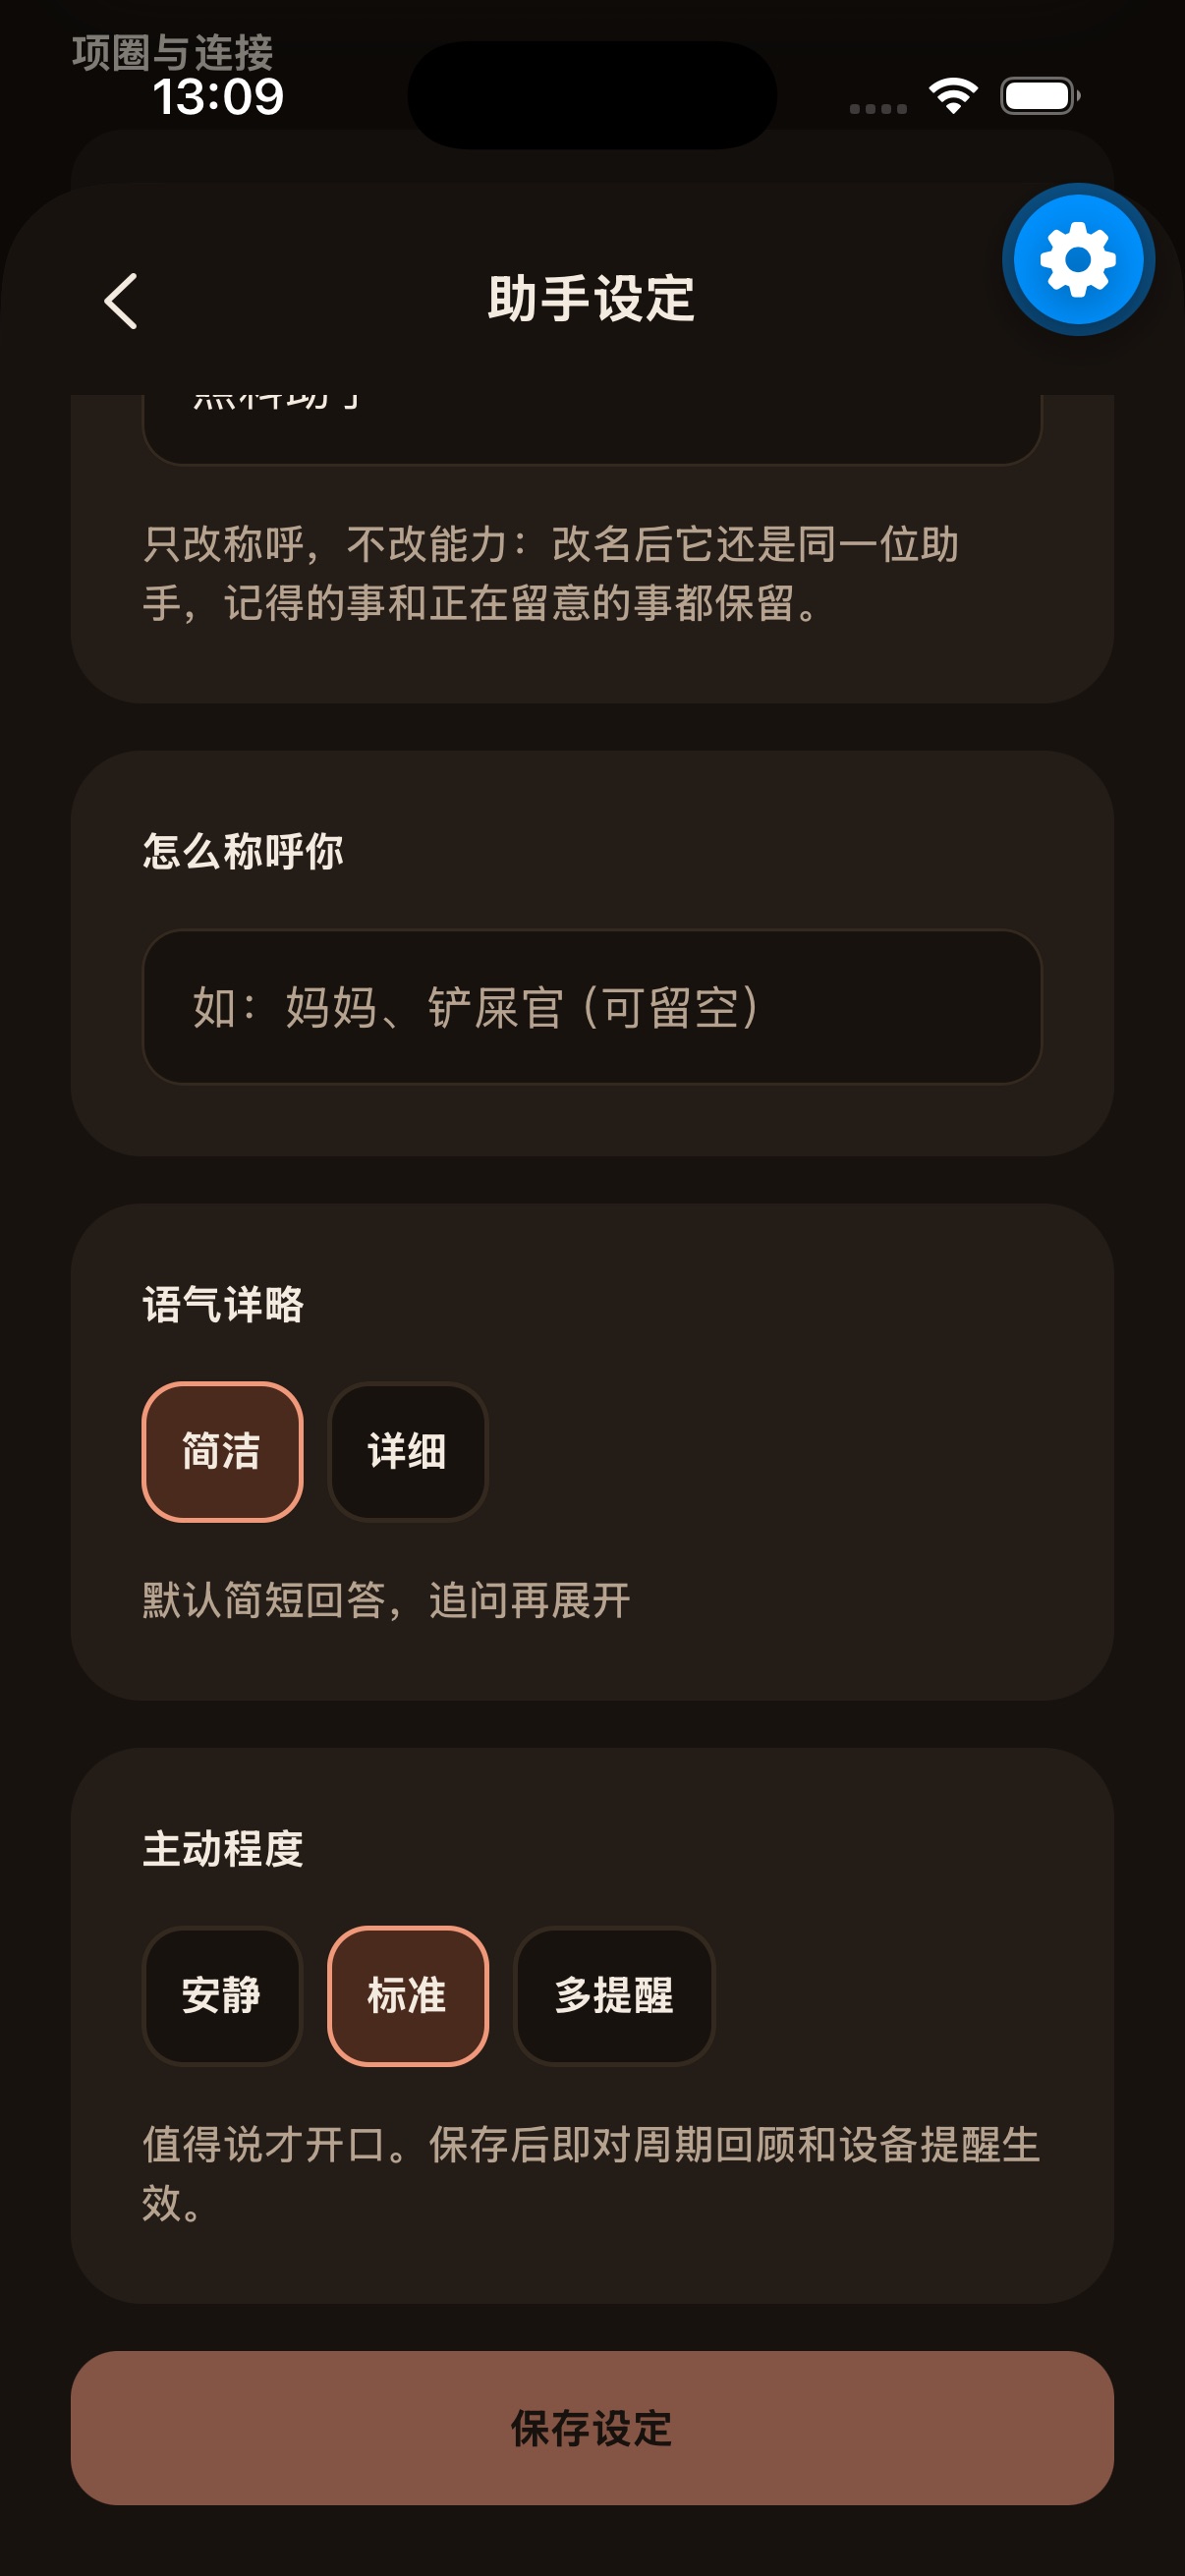 项圈与连接
13:09
助手设定
只改称呼，不改能力：改名后它还是同一位助
手，记得的事和正在留意的事都保留。
怎么称呼你
如：妈妈、铲屎官 (可留空)
语气详略
简洁 详细
默认简短回答，追问再展开
主动程度
安静 标准 多提醒
值得说才开口。保存后即对周期回顾和设备提醒生
效。
保存设定